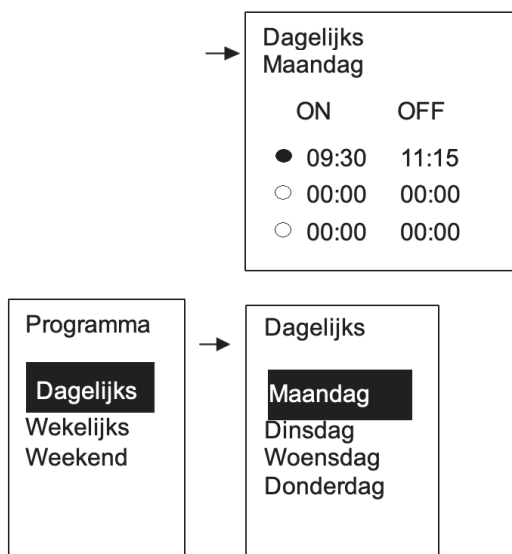 Dagelijks
Maandag
ON OFF
09:30 11:15
00:00 00:00
00:00 00:00
Programma
Dagelijks
Wekelijks
Weekend
Dagelijks
Maandag
Dinsdag
Woensdag
Donderdag